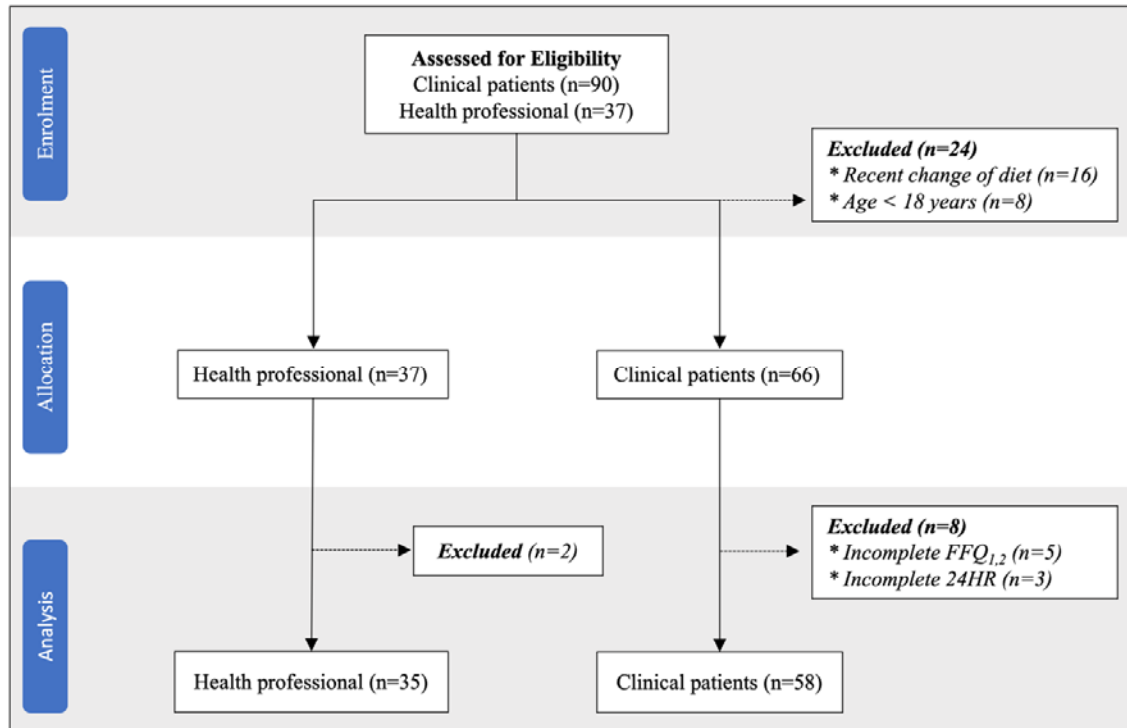 Enrolment
Assessed for Eligibility
Clinical patients (n=90)
Health professional (n=37)
Excluded (n=24)
* Recent change of diet (n=16)
* Age < 18 years (n=8)
Allocation
Health professional (n=37)
Clinical patients (n=66)
Analysis
Excluded (n=2)
Excluded (n=8)
* Incomplete FFQ1,2 (n=5)
* Incomplete 24HR (n=3)
Health professional (n=35)
Clinical patients (n=58)